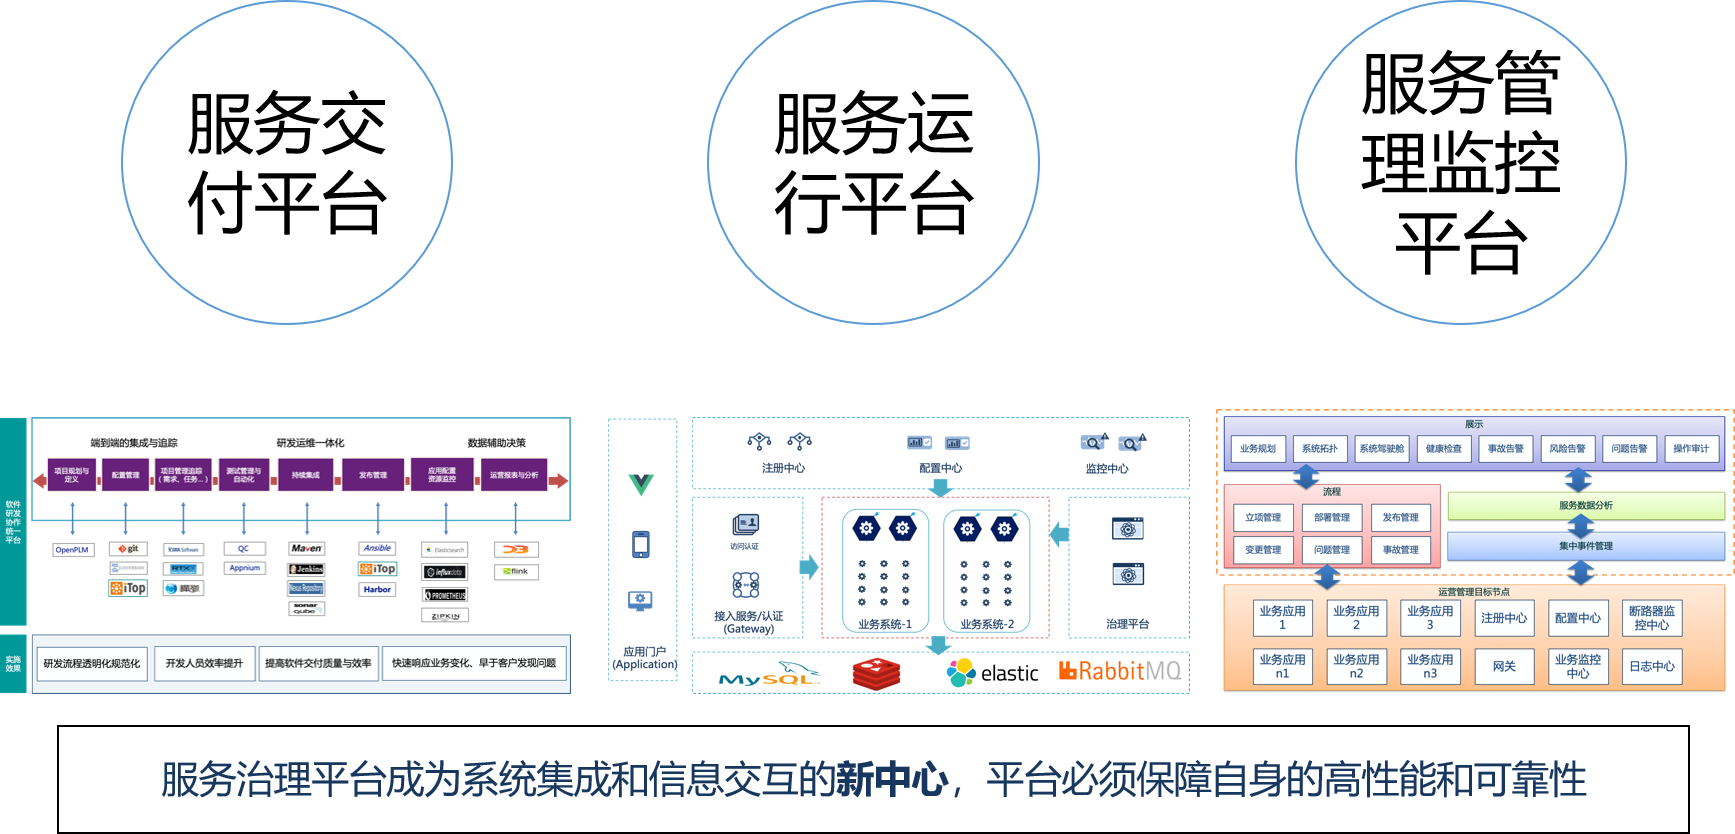 服务交
付平台
服务运
行平台
服务管
理监控
平台
软件
研发
协作
统一
平台
端到端的集成与追踪
研发运维一体化
数据辅助决策
项目规划与
定义
配置管理
项目管理追踪
(需求、任务...)
测试管理与
自动化
持续集成
发布管理
应用配置
资源监控
运营报表与分析
OpenPLM
git
iTop
JIRA Software
RTX
禅道
QC
Appnium
Maven
Jenkins
Nexus Repository
sonar
qube
Ansible
iTop
Harbor
Elasticsearch
influxdata
PROMETHEUS
ZIPKIN
D3
flink
实施
效果
研发流程透明化规范化
开发人员效率提升
提高软件交付质量与效率
快速响应业务变化、早于客户发现问题
应用门户
(Application)
注册中心
配置中心
监控中心
访问认证
接入服务/认证
(Gateway)
业务系统-1
业务系统-2
治理平台
MySQL
elastic
RabbitMQ
展示
业务规划
系统拓扑
系统驾驶舱
健康检查
事故告警
风险告警
问题告警
操作审计
流程
立项管理
部署管理
发布管理
变更管理
问题管理
事故管理
服务数据分析
集中事件管理
运营管理目标节点
业务应用
1
业务应用
2
业务应用
3
注册中心
配置中心
断路器监
控中心
业务应用
n1
业务应用
n2
业务应用
n3
网关
业务监控
中心
日志中心
服务治理平台成为系统集成和信息交互的新中心，平台必须保障自身的高性能和可靠性